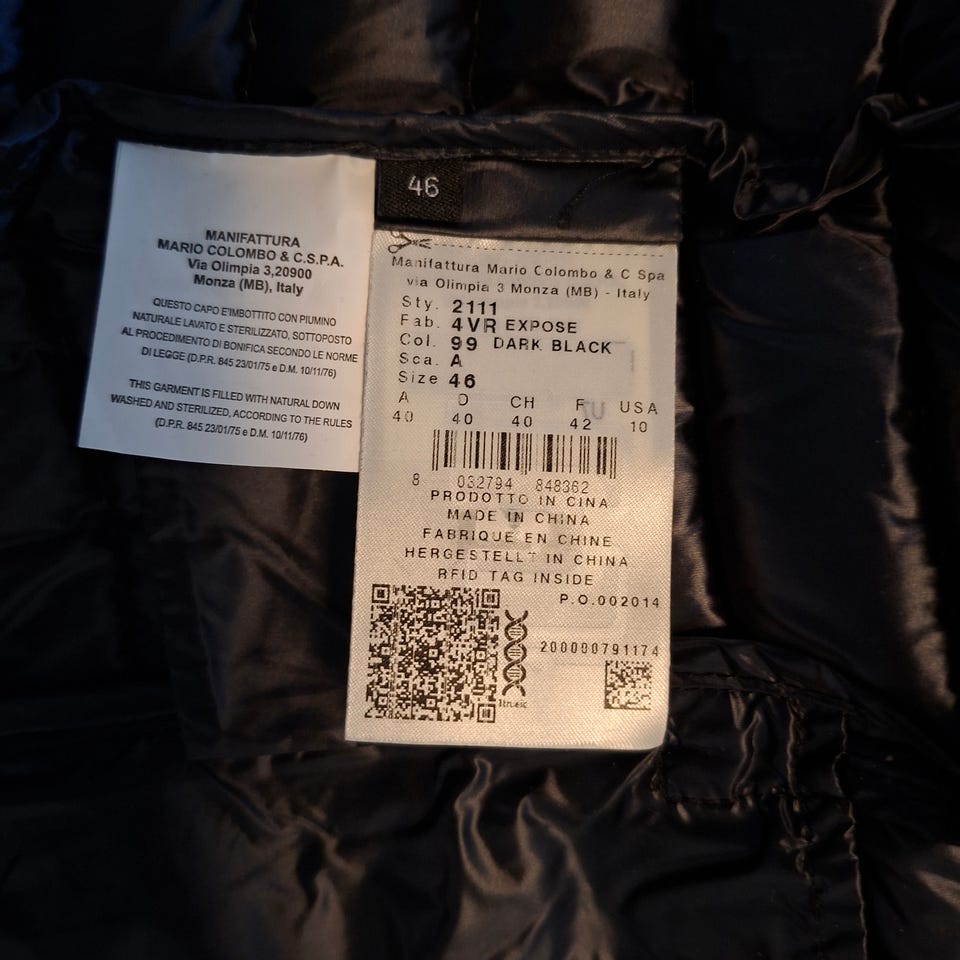 MANIFATTURA
MARIO COLOMBO & C.S.P.A.
Via Olimpia 3,20900
Monza (MB), Italy
QUESTO CAPO E'IMBOTTITO CON PIUMINO
NATURALE LAVATO E STERILIZZATO, SOTTOPOSTO
AL PROCEDIMENTO DI BONIFICA SECONDO LE NORME
DI LEGGE (D.P.R. 845 23/01/75 e D.M. 10/11/76)
THIS GARMENT IS FILLED WITH NATURAL DOWN
WASHED AND STERILIZED, ACCORDING TO THE RULES
(D.P.R. 845 23/01/75 e D.M. 10/11/76)
46
Manifattura Mario Colombo & C Spa
via Olimpia 3 Monza (MB) - Italy
Sty. 2111
Fab. 4VR EXPOSE
Col. 99 DARK BLACK
Sca. A
Size 46
A D CH F USA
40 40 40 42 10
8 032794 848362
PRODOTTO IN CINA
MADE IN CHINA
FABRIQUE EN CHINE
HERGESTELLT IN CHINA
RFID TAG INSIDE
P.O.002014
200000791174